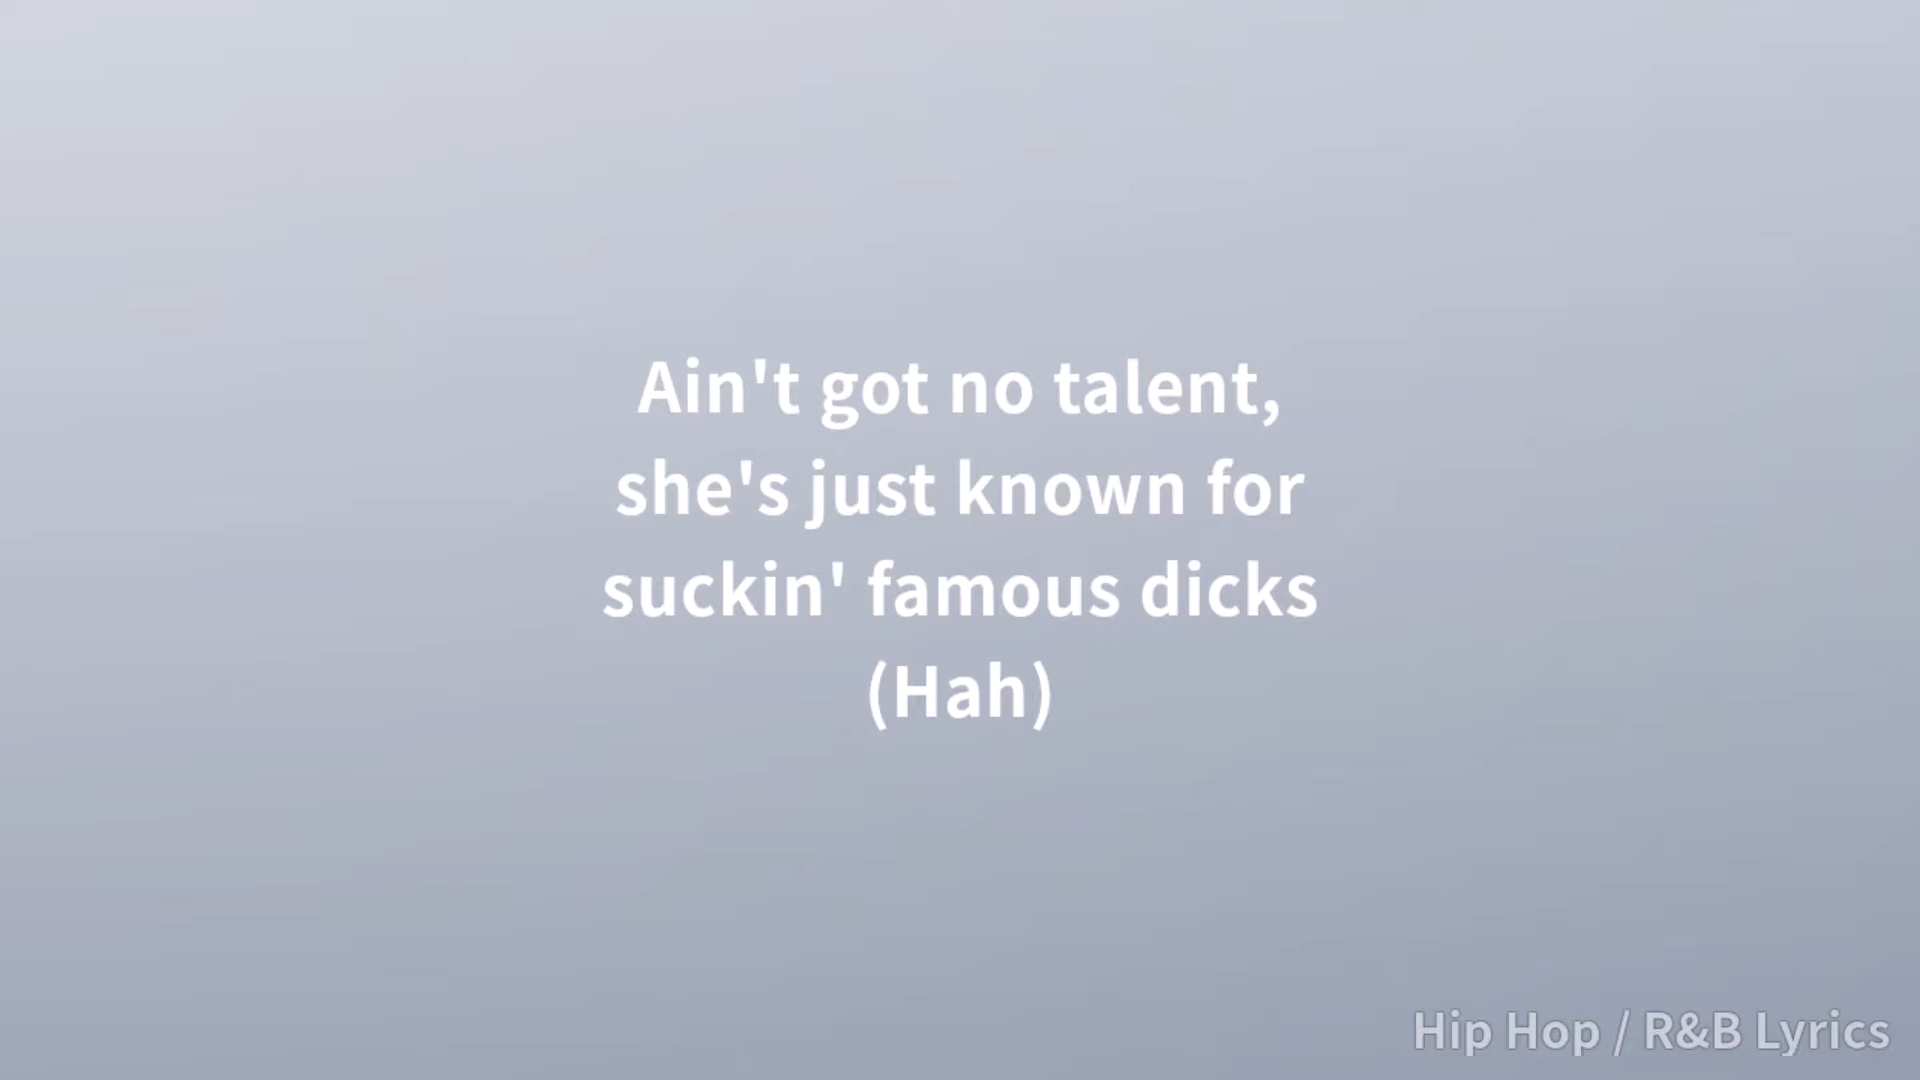 Ain't got no talent,
she's just known for
suckin' famous dicks
(Hah)
Hip Hop / R&B Lyrics